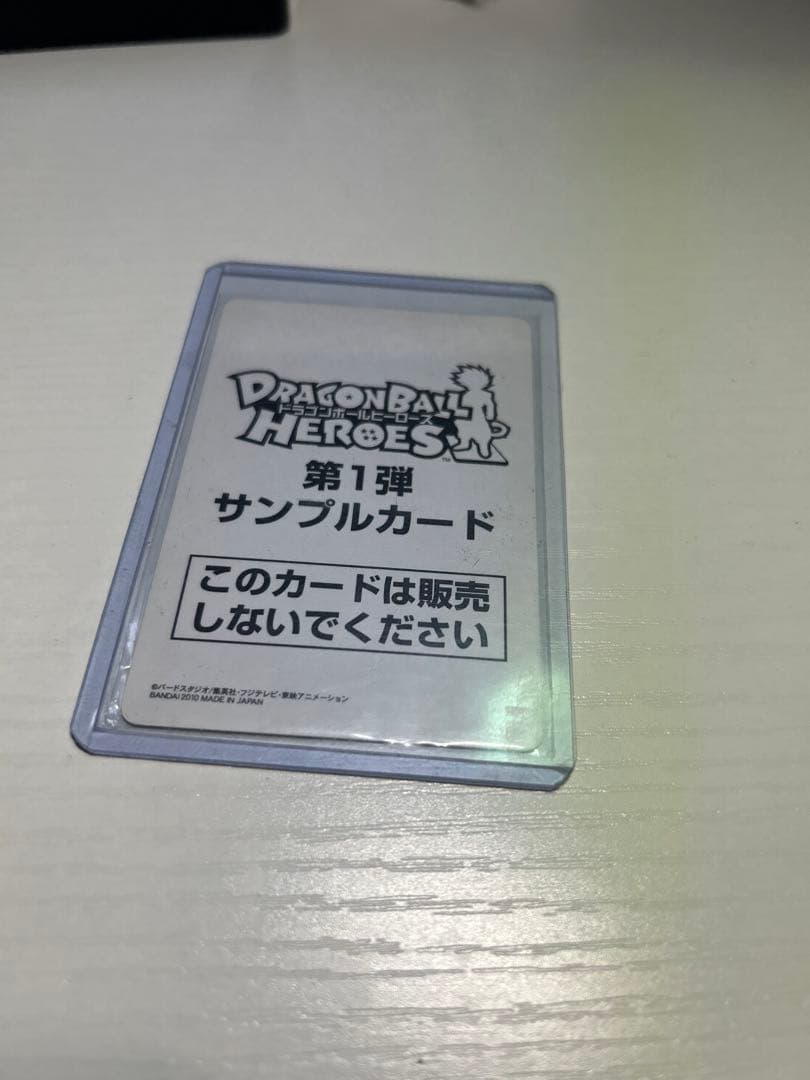 DRAGON BALL
ドラゴンボールヒーローズ
HEROES
TM
第1弾
サンプルカード
このカードは販売
しないでください
©バードスタジオ/集英社・フジテレビ・東映アニメーション
BANDAI 2010 MADE IN JAPAN